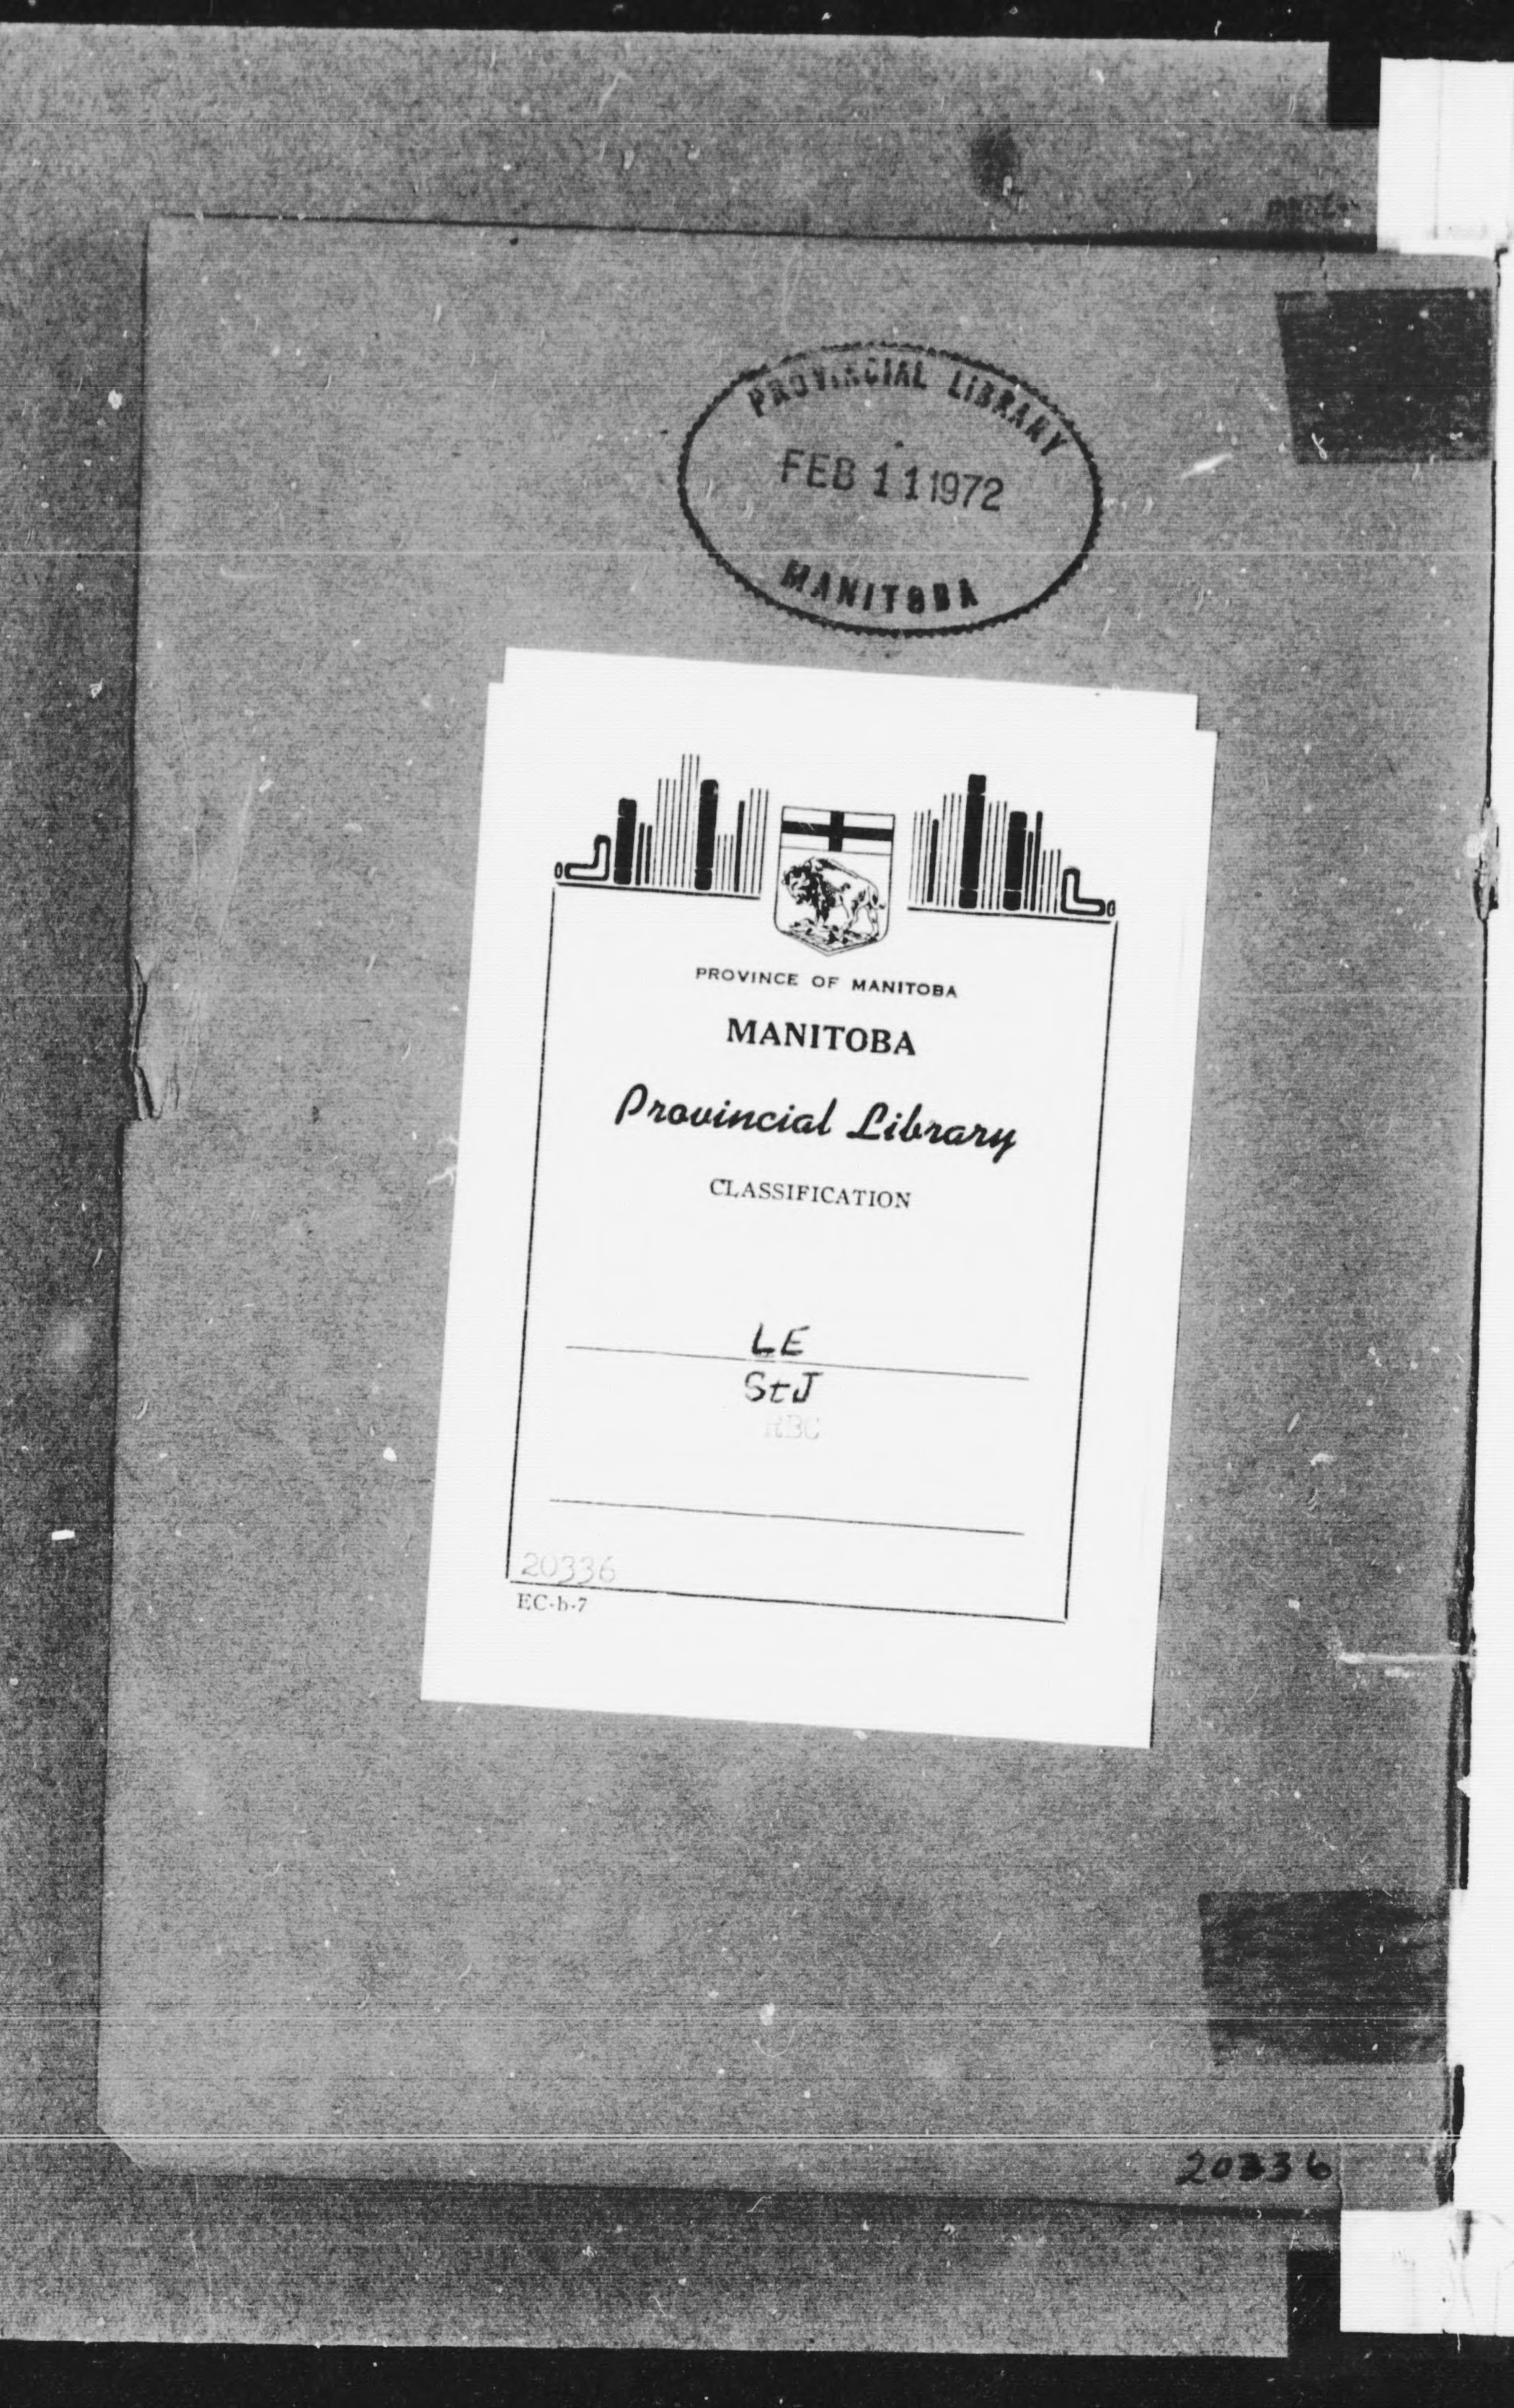 PROVINCIAL LIBRARY
FEB 11 1972
MANITOBA
PROVINCE OF MANITOBA
MANITOBA
Provincial Library
CLASSIFICATION
LE
StJ
RBC
20336
EC-b-7
20336